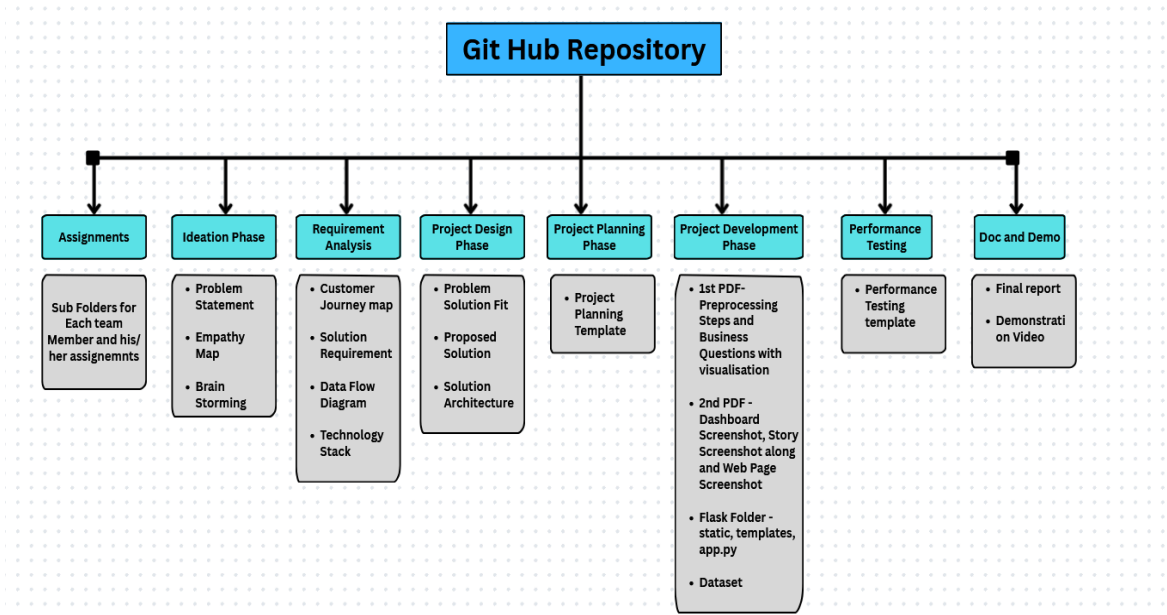 Git Hub Repository
Assignments
Sub Folders for
Each team
Member and his/
her assignemnts
Ideation Phase
• Problem
Statement
• Empathy
Map
• Brain
Storming
Requirement
Analysis
• Customer
Journey map
• Solution
Requirement
• Data Flow
Diagram
• Technology
Stack
Project Design
Phase
• Problem
Solution Fit
• Proposed
Solution
• Solution
Architecture
Project Planning
Phase
• Project
Planning
Template
Project Development
Phase
• 1st PDF-
Preprocessing
Steps and
Business
Questions with
visualisation
• 2nd PDF -
Dashboard
Screenshot, Story
Screenshot along
and Web Page
Screenshot
• Flask Folder -
static, templates,
app.py
• Dataset
Performance
Testing
• Performance
Testing
template
Doc and Demo
• Final report
• Demonstrati
on Video